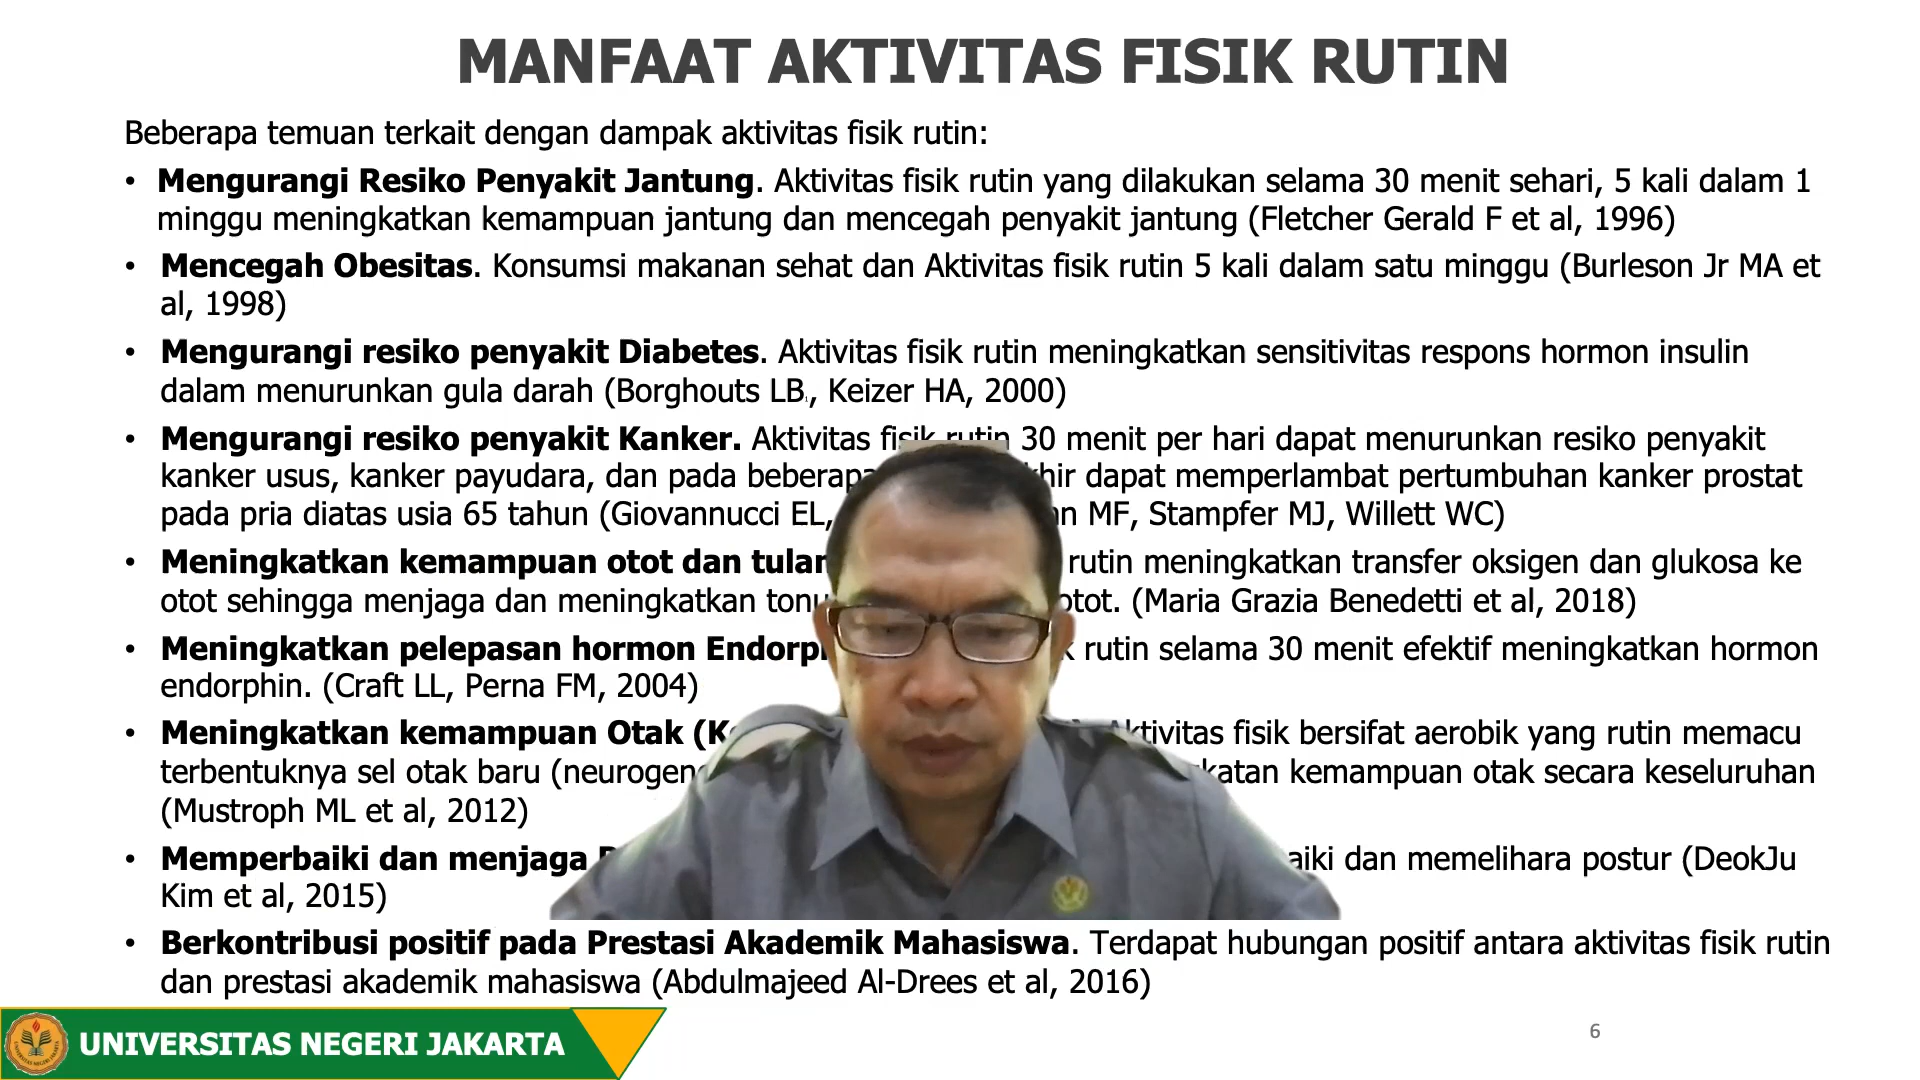 MANFAAT AKTIVITAS FISIK RUTIN
Beberapa temuan terkait dengan dampak aktivitas fisik rutin:
• Mengurangi Resiko Penyakit Jantung. Aktivitas fisik rutin yang dilakukan selama 30 menit sehari, 5 kali dalam 1
minggu meningkatkan kemampuan jantung dan mencegah penyakit jantung (Fletcher Gerald F et al, 1996)
• Mencegah Obesitas. Konsumsi makanan sehat dan Aktivitas fisik rutin 5 kali dalam satu minggu (Burleson Jr MA et
al, 1998)
• Mengurangi resiko penyakit Diabetes. Aktivitas fisik rutin meningkatkan sensitivitas respons hormon insulin
dalam menurunkan gula darah (Borghouts LB, Keizer HA, 2000)
• Mengurangi resiko penyakit Kanker. Aktivitas fisik rutin 30 menit per hari dapat menurunkan resiko penyakit
kanker usus, kanker payudara, dan pada dapat memperlambat pertumbuhan kanker prostat
pada pria diatas usia 65 tahun (Giovannucci EL, MF, Stampfer MJ, Willett WC)
• Meningkatkan kemampuan otot dan rutin meningkatkan transfer oksigen dan glukosa ke
otot sehingga menjaga dan meningkatkan (Maria Grazia Benedetti et al, 2018)
• Meningkatkan pelepasan hormon rutin selama 30 menit efektif meningkatkan hormon
endorphin. (Craft LL, Perna FM, 2004)
• Meningkatkan kemampuan Otak Aktivitas fisik bersifat aerobik yang rutin memacu
terbentuknya sel otak baru kemampuan otak secara keseluruhan
(Mustroph ML et al, 2012)
• Memperbaiki dan menjaga dan memelihara postur (DeokJu
Kim et al, 2015)
• Berkontribusi positif pada Prestasi Akademik Mahasiswa. Terdapat hubungan positif antara aktivitas fisik rutin
dan prestasi akademik mahasiswa (Abdulmajeed Al-Drees et al, 2016)
UNIVERSITAS NEGERI JAKARTA
6